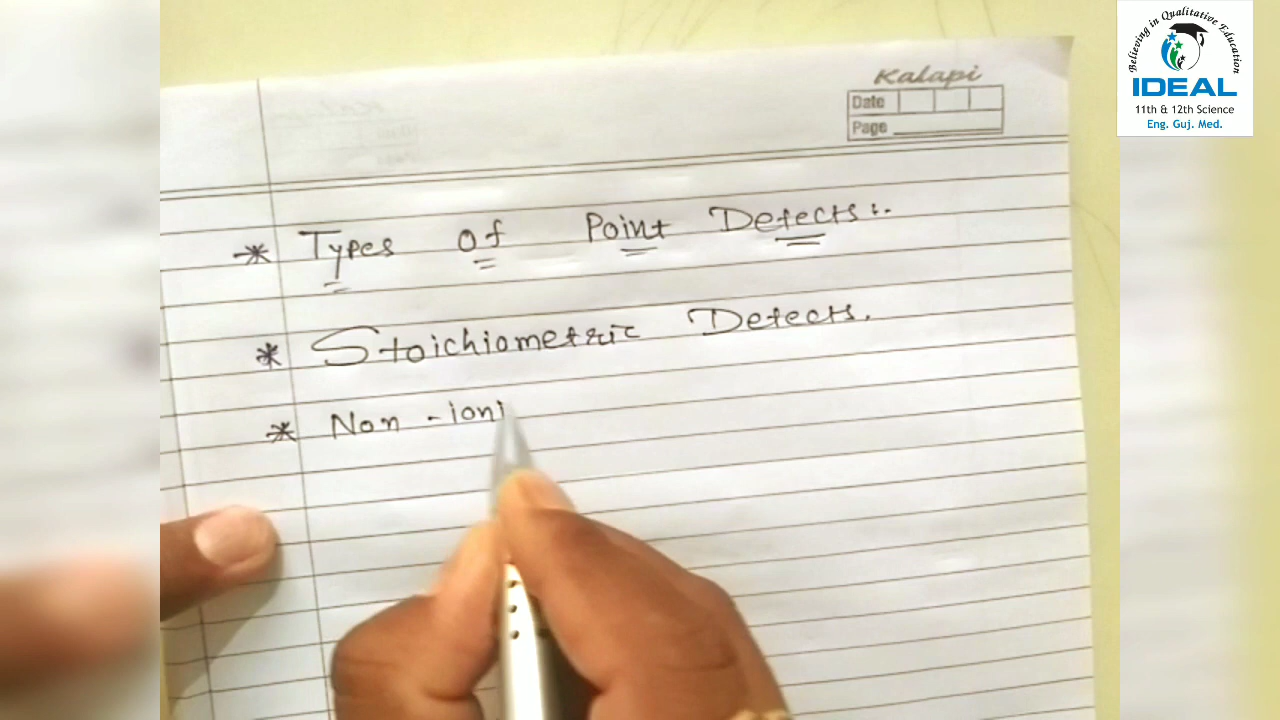 Believing in Qualitative Education
IDEAL
11th & 12th Science
Eng. Guj. Med.
Kalapi
Date
Page
* Types of Point Defects :.
* Stoichiometric Defects.
* Non - ioni